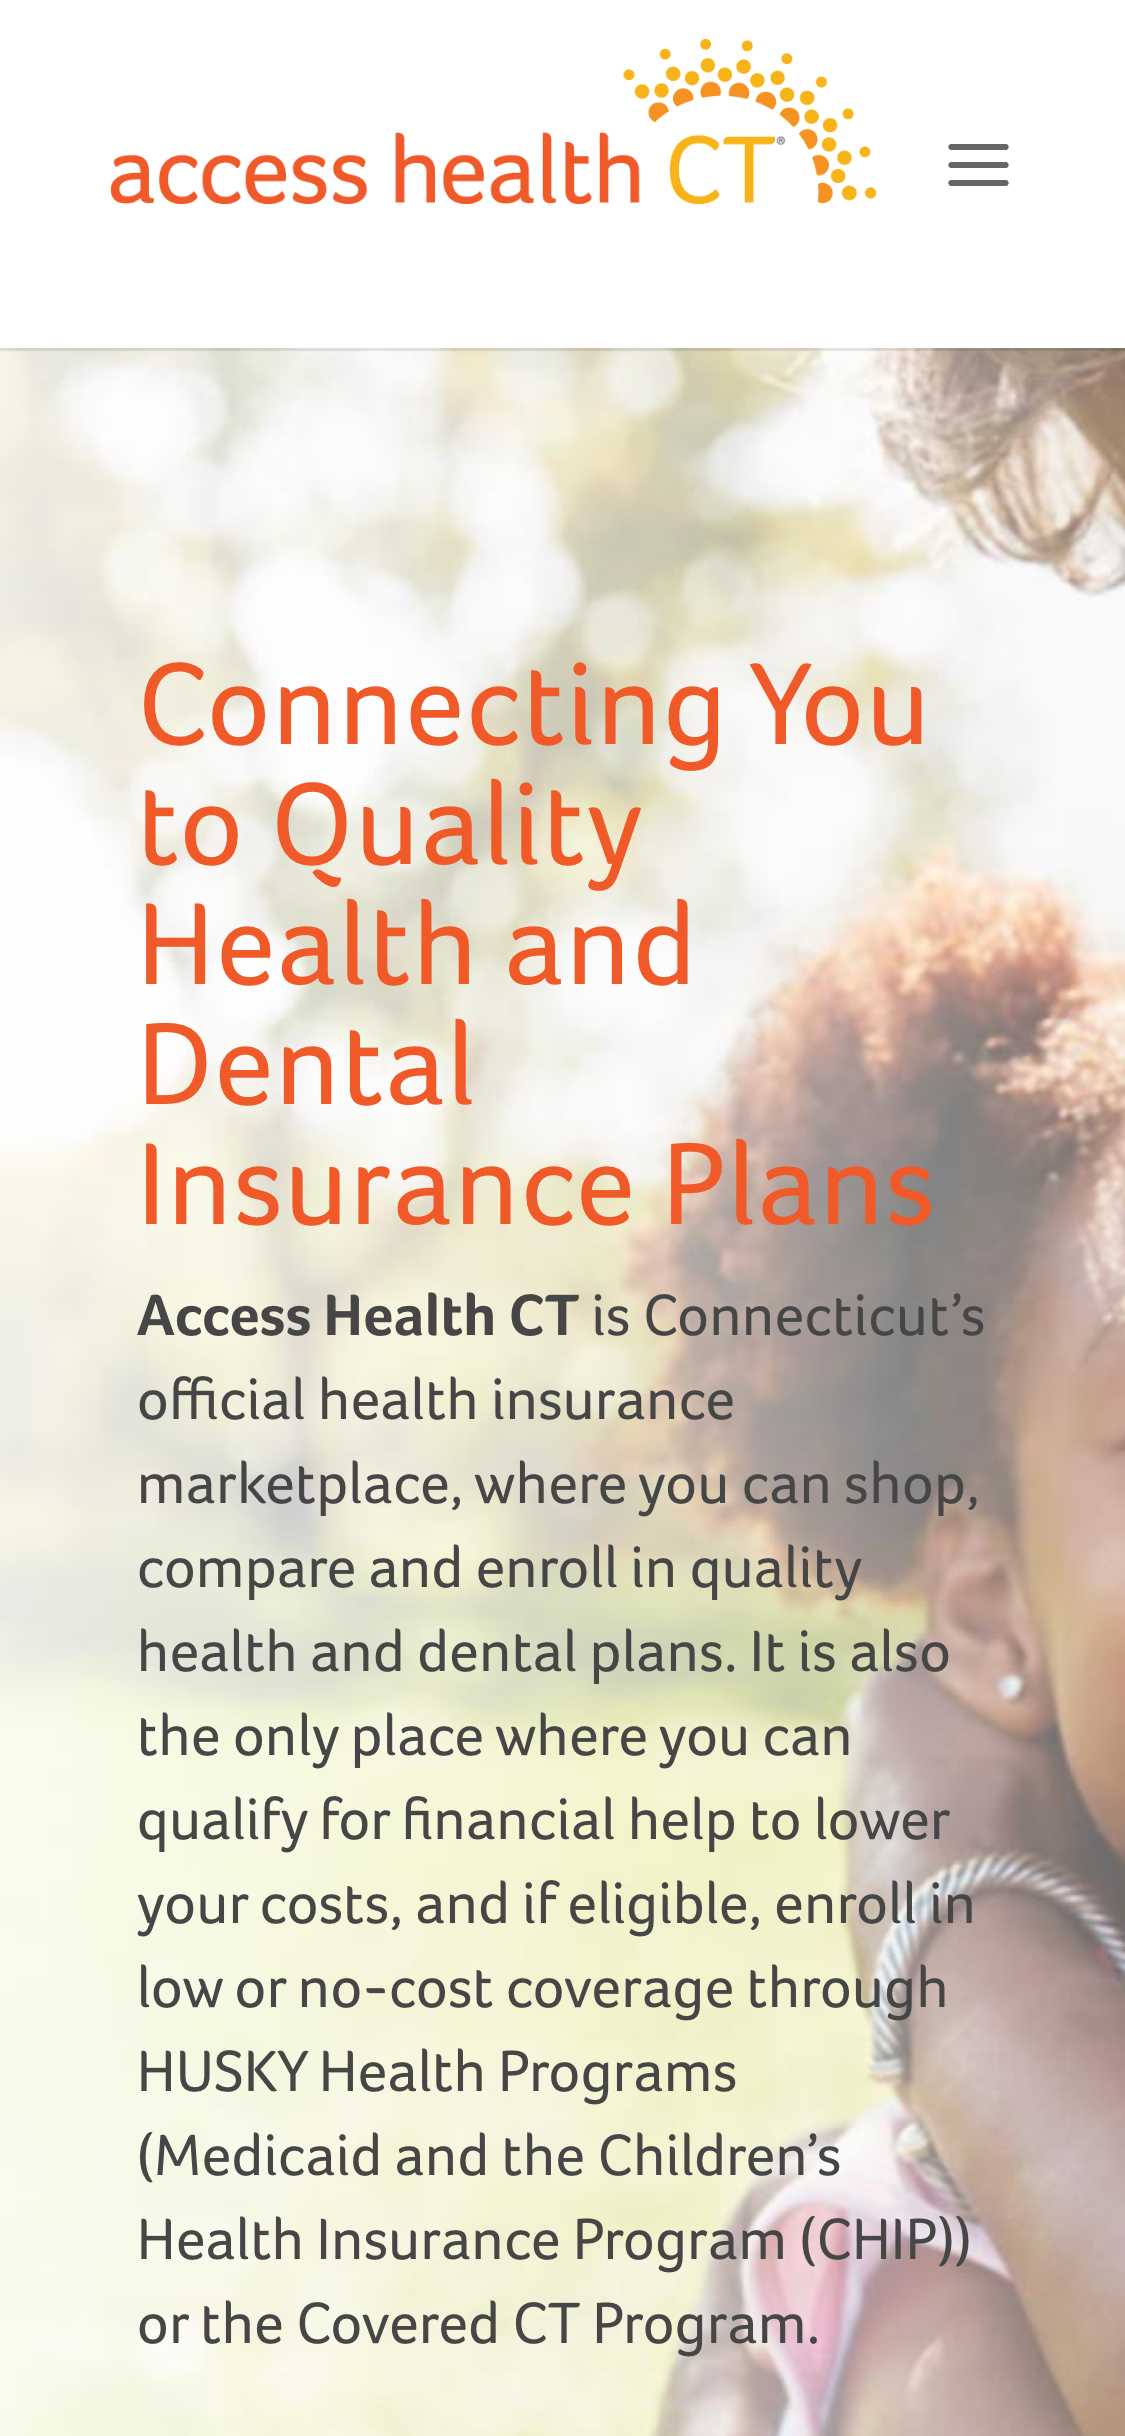 access health CT®
Connecting You
to Quality
Health and
Dental
Insurance Plans
Access Health CT is Connecticut’s
official health insurance
marketplace, where you can shop,
compare and enroll in quality
health and dental plans. It is also
the only place where you can
qualify for financial help to lower
your costs, and if eligible, enroll in
low or no-cost coverage through
HUSKY Health Programs
(Medicaid and the Children’s
Health Insurance Program (CHIP))
or the Covered CT Program.